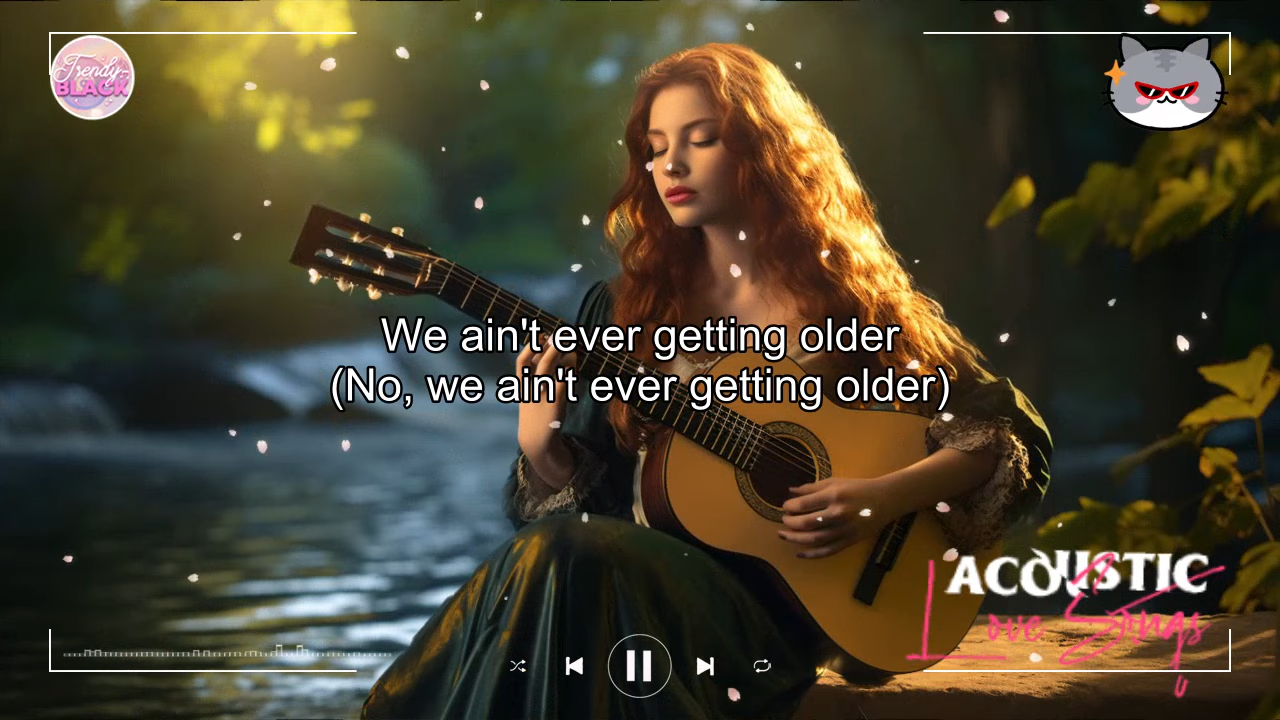 Trendy
BLACK
We ain't ever getting older
(No, we ain't ever getting older)
ACOUSTIC
Love Songs